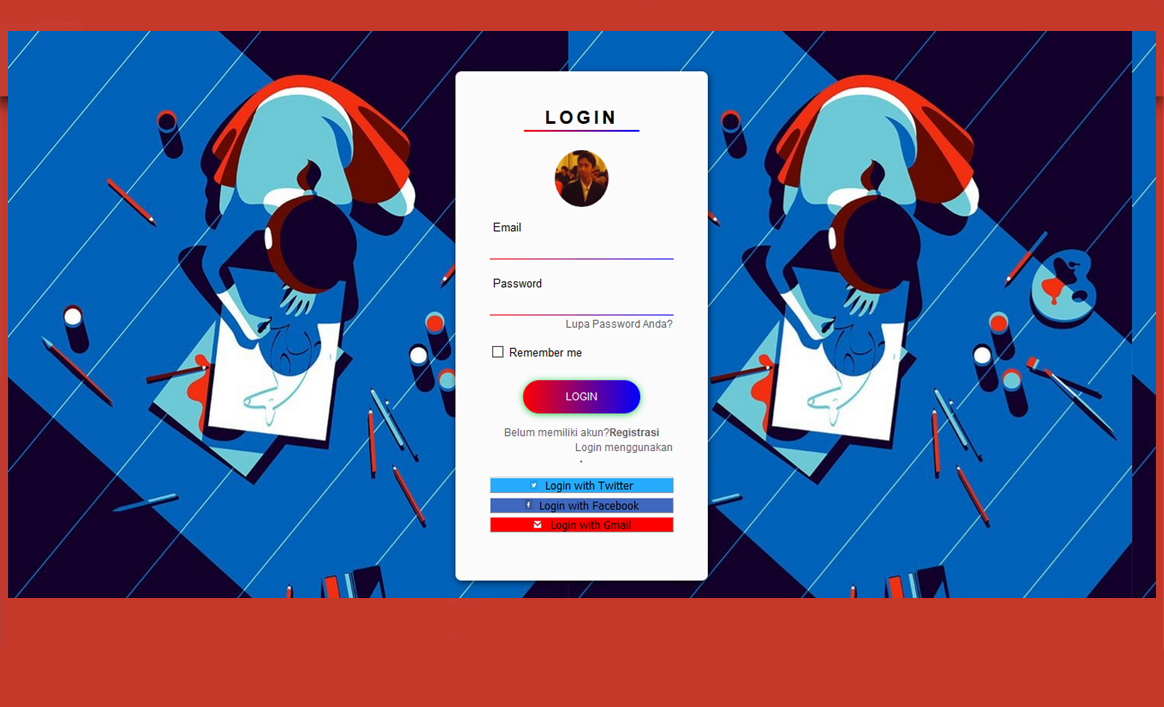 LOGIN
Email
Password
Lupa Password Anda?
Remember me
LOGIN
Belum memiliki akun?Registrasi
Login menggunakan
Login with Twitter
Login with Facebook
Login with Gmail